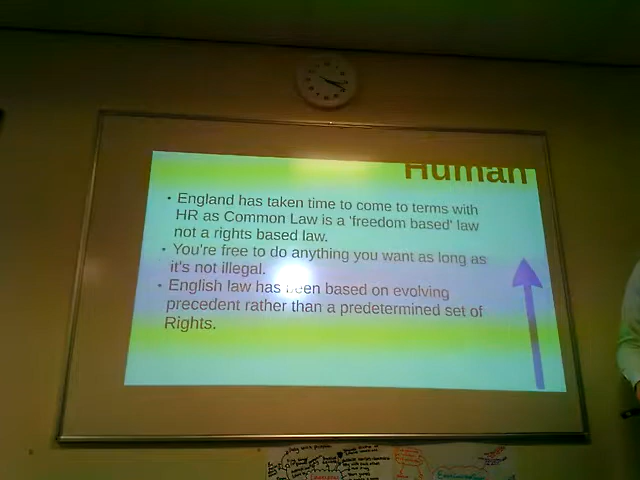 Human
• England has taken time to come to terms with
HR as Common Law is a 'freedom based' law
not a rights based law.
• You're free to do anything you want as long as
it's not illegal.
• English law has been based on evolving
precedent rather than a predetermined set of
Rights.